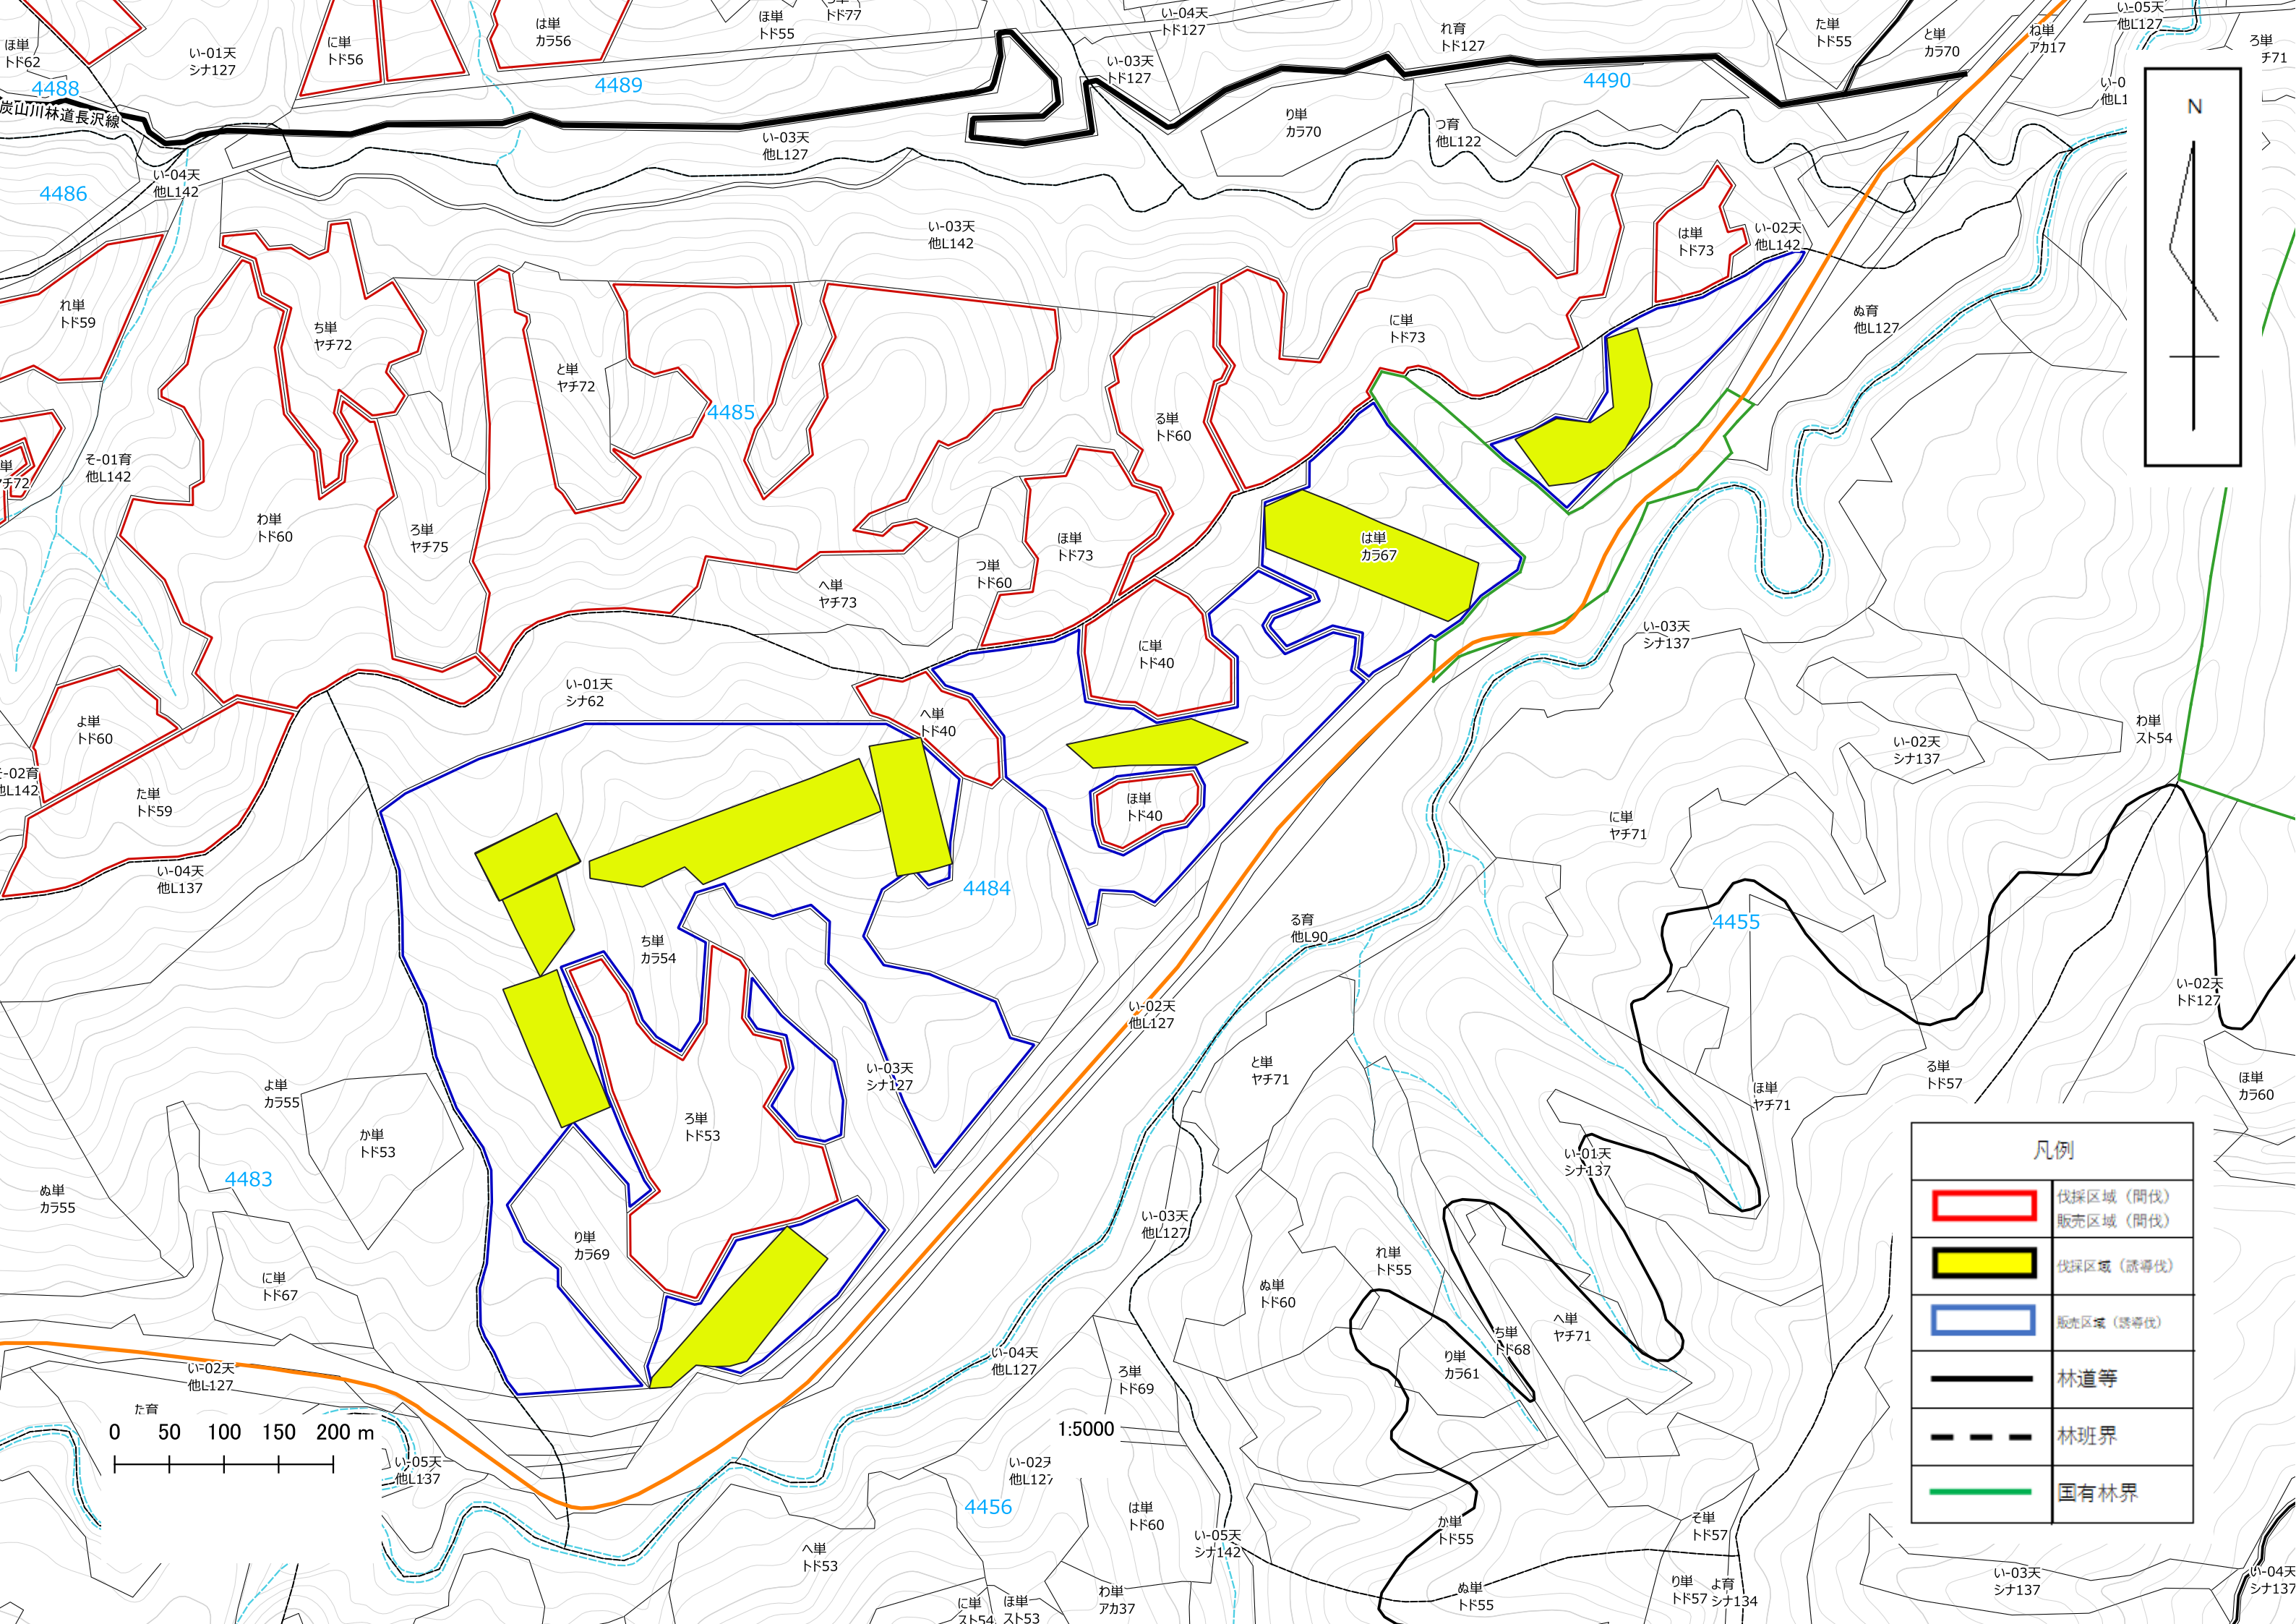 ほ単
トド62
い-01天
シナ127
に単
トド56
は単
カラ56
ほ単
トド55
トド77
い-04天
トド127
い-03天
トド127
れ育
トド127
た単
トド55
と単
カラ70
ね単
アカ17
い-05天
他L127
ろ単
4488
4489
4490
炭山川林道長沢線
い-03天
他L127
り単
カラ70
つ育
他L122
N
4486
い-04天
他L142
い-03天
他L142
は単
トド73
い-02天
他L142
れ単
トド59
ち単
ヤチ72
と単
ヤチ72
に単
トド73
ぬ育
他L127
4485
る単
トド60
そ-01育
他L142
わ単
トド60
ろ単
ヤチ75
ほ単
トド73
は単
カラ67
つ単
トド60
へ単
ヤチ73
に単
トド40
い-03天
シナ137
い-01天
シナ62
よ単
トド60
へ単
トド40
わ単
スト54
い-02天
シナ137
た単
トド59
ほ単
トド40
に単
ヤチ71
い-04天
他L137
4484
る育
他L90
4455
ち単
カラ54
い-02天
他L127
い-02天
トド127
い-03天
シナ127
と単
ヤチ71
よ単
カラ55
か単
トド53
ろ単
トド53
ほ単
ヤチ71
る単
トド57
ほ単
カラ60
い-01天
シナ137
4483
ぬ単
カラ55
い-03天
他L127
り単
カラ69
に単
トド67
れ単
トド55
ぬ単
トド60
へ単
ヤチ71
ち単
トド68
り単
カラ61
い-02天
他L127
い-04天
他L127
ろ単
トド69
た育
0 50 100 150 200 m
1:5000
い-05天
他L137
4456
は単
トド60
い-05天
シナ142
か単
トド55
そ単
トド57
へ単
トド53
に単
スト54
ほ単
スト53
わ単
アカ37
ぬ単
トド55
り単
トド57
よ育
シナ134
い-03天
シナ137
い-04天
シナ137
凡例
伐採区域（間伐）
販売区域（間伐）
伐採区域（誘導伐）
販売区域（誘導伐）
林道等
林班界
国有林界